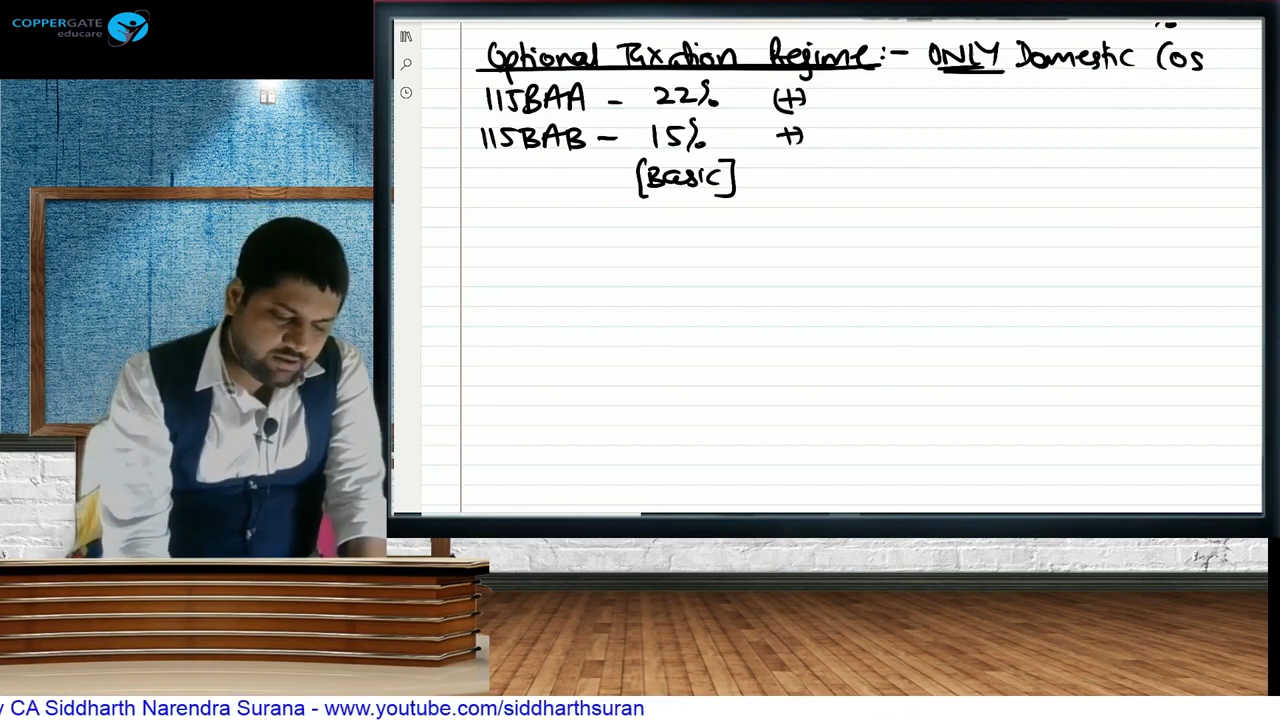 COPPERGATE
educare
Optional Taxation Regime:- ONLY Domestic Cos
115BAA - 22% (+)
115BAB - 15% +)
[Basic]
y CA Siddharth Narendra Surana - www.youtube.com/siddharthsuran